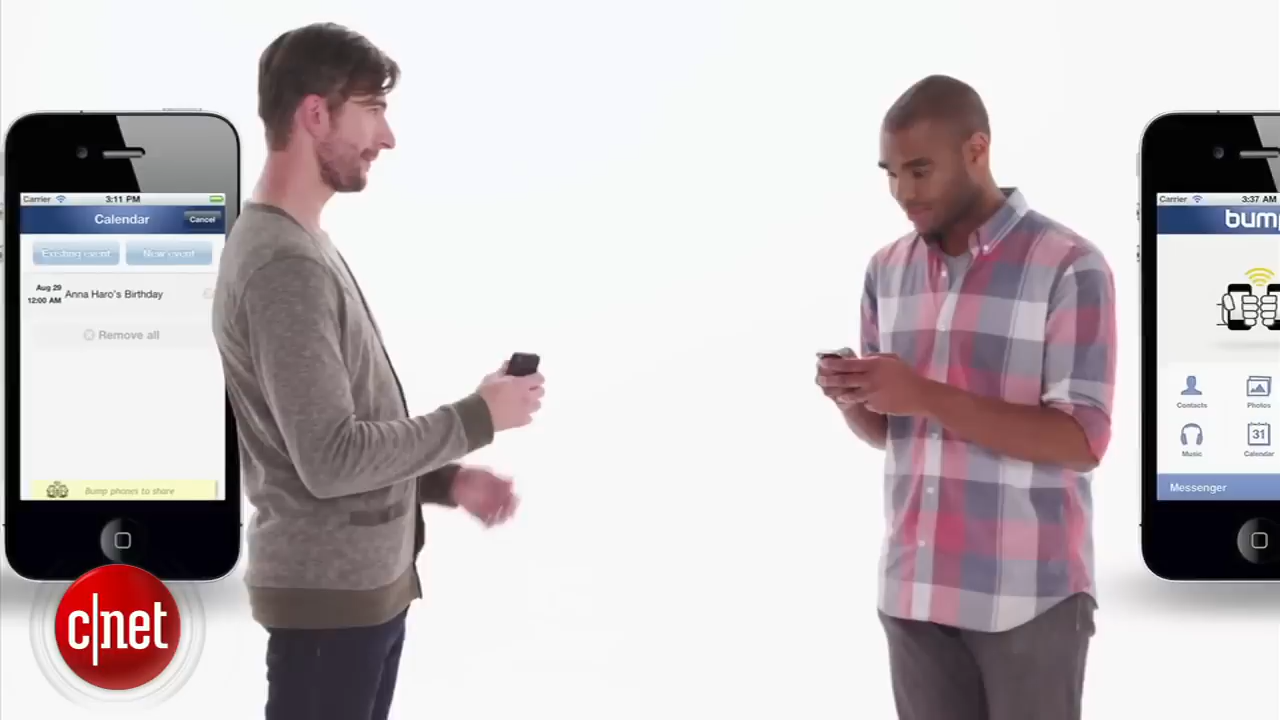 Carrier 3:11 PM
Calendar Cancel
Existing event New event
Aug 29
12:00 AM Anna Haro's Birthday
Remove all
Bump phones to share
c|net
Carrier 3:37 AM
bump
Contacts Photos
31
Music Calendar
Messenger